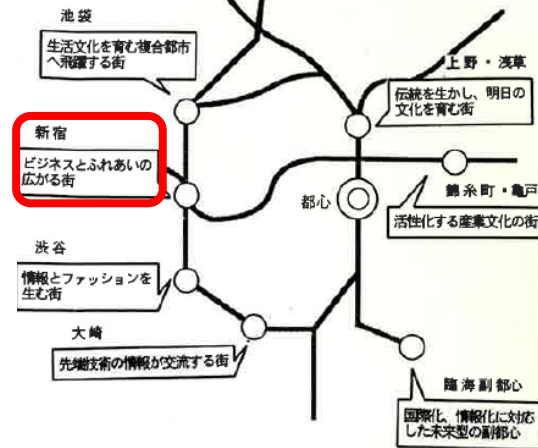 池袋
生活文化を育む複合都市
へ飛躍する街
上野・浅草
伝統を生かし、明日の
文化を育む街
新宿
ビジネスとふれあいの
広がる街
都心
錦糸町・亀戸
活性化する産業文化の街
渋谷
情報とファッションを
生む街
大崎
先端技術の情報が交流する街
臨海副都心
国際化、情報化に対応
した未来型の副都心